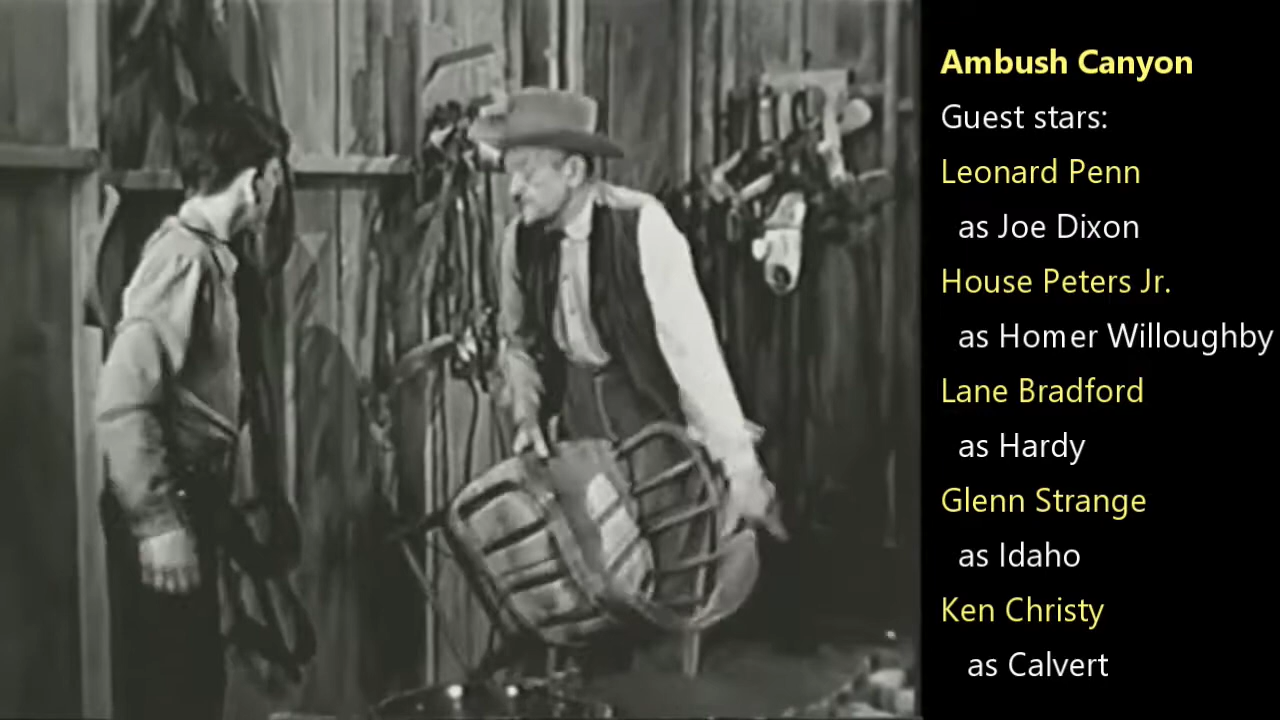 Ambush Canyon
Guest stars:
Leonard Penn
as Joe Dixon
House Peters Jr.
as Homer Willoughby
Lane Bradford
as Hardy
Glenn Strange
as Idaho
Ken Christy
as Calvert